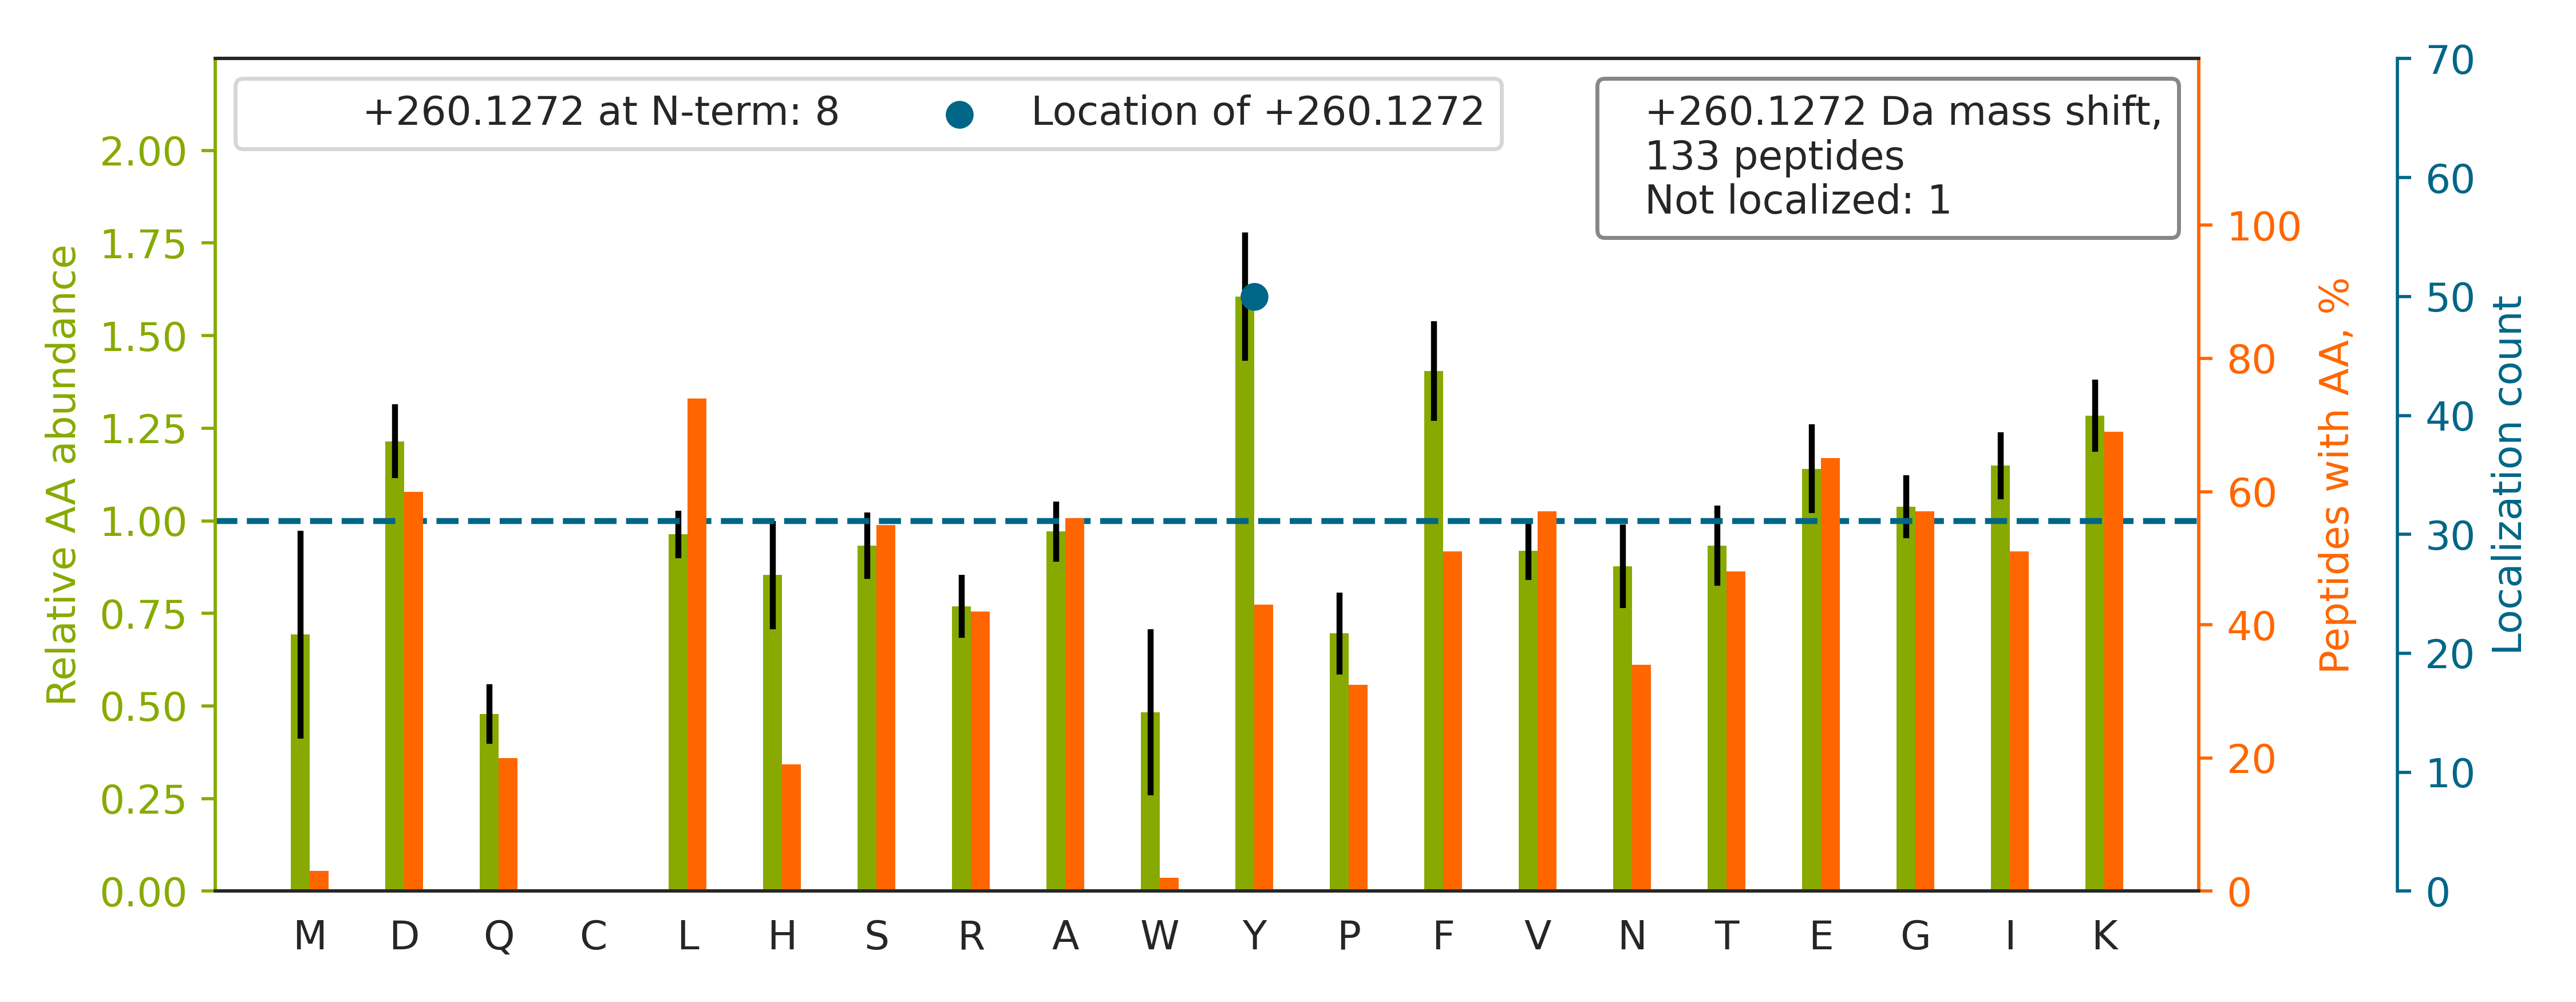 +260.1272 at N-term: 8
Location of +260.1272
+260.1272 Da mass shift,
133 peptides
Not localized: 1
Relative AA abundance
2.00
1.75
1.50
1.25
1.00
0.75
0.50
0.25
0.00
100
80
60
40
20
0
Peptides with AA, %
70
60
50
40
30
20
10
0
Localization count
M D Q C L H S R A W Y P F V N T E G I K